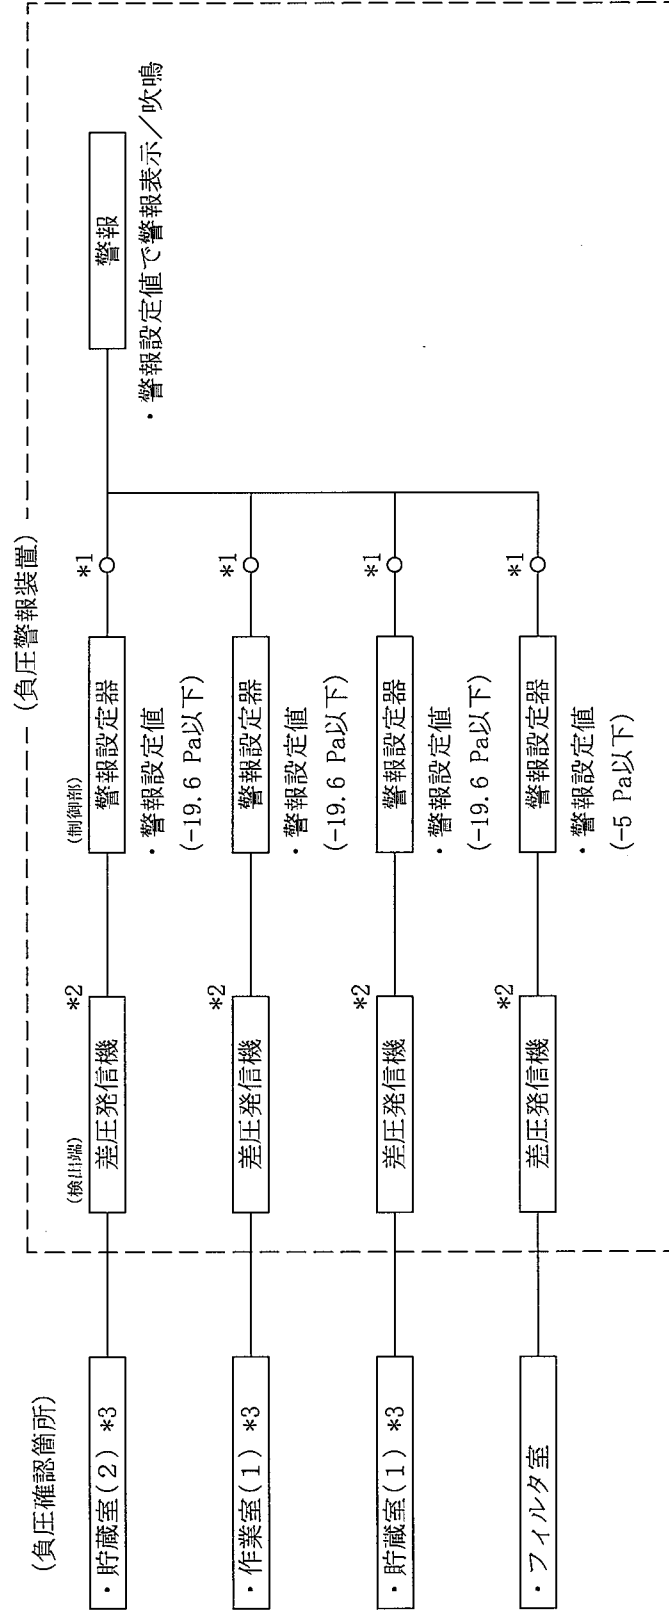 (負圧確認箇所)
(負圧警報装置)
(検出端)
(制御部)
・貯蔵室(2) *3
差圧発信機
*2
警報設定器
*1
警報
・警報設定値
(-19.6 Pa以下)
・警報設定値で警報表示/吹鳴
・作業室(1) *3
差圧発信機
*2
警報設定器
*1
・警報設定値
(-19.6 Pa以下)
・貯蔵室(1) *3
差圧発信機
*2
警報設定器
*1
・警報設定値
(-19.6 Pa以下)
・フィルタ室
差圧発信機
*2
警報設定器
*1
・警報設定値
(-5 Pa以下)